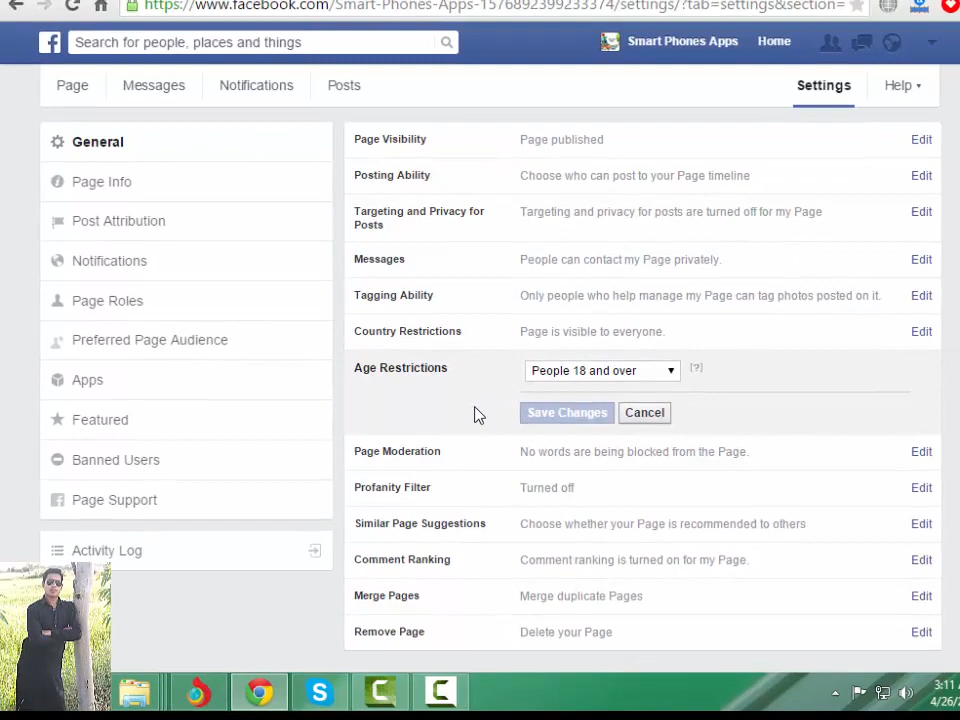 https://www.facebook.com/Smart-Phones-Apps-1576892399233374/settings/?tab=settings&section=
Search for people, places and things
Smart Phones Apps
Home
Page
Messages
Notifications
Posts
Settings
Help
General
Page Info
Post Attribution
Notifications
Page Roles
Preferred Page Audience
Apps
Featured
Banned Users
Page Support
Activity Log
Page Visibility Page published Edit
Posting Ability Choose who can post to your Page timeline Edit
Targeting and Privacy for Targeting and privacy for posts are turned off for my Page Edit
Posts
Messages People can contact my Page privately. Edit
Tagging Ability Only people who help manage my Page can tag photos posted on it. Edit
Country Restrictions Page is visible to everyone. Edit
Age Restrictions People 18 and over [?]
Save Changes Cancel
Page Moderation No words are being blocked from the Page. Edit
Profanity Filter Turned off Edit
Similar Page Suggestions Choose whether your Page is recommended to others Edit
Comment Ranking Comment ranking is turned on for my Page. Edit
Merge Pages Merge duplicate Pages Edit
Remove Page Delete your Page Edit
3:11
4/26/2